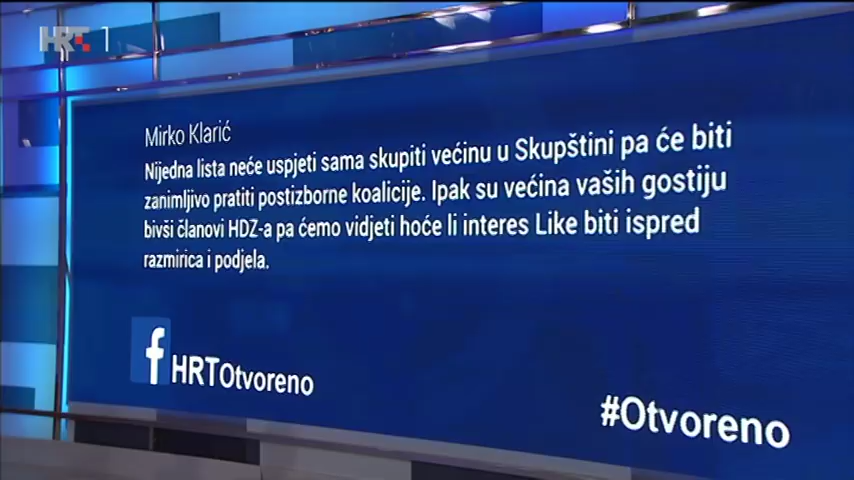 HRT 1
Mirko Klarić
Nijedna lista neće uspjeti sama skupiti većinu u Skupštini pa će biti
zanimljivo pratiti postizborne koalicije. Ipak su većina vaših gostiju
bivši članovi HDZ-a pa ćemo vidjeti hoće li interes Like biti ispred
razmirica i podjela.
f HRTOtvoreno
#Otvoreno